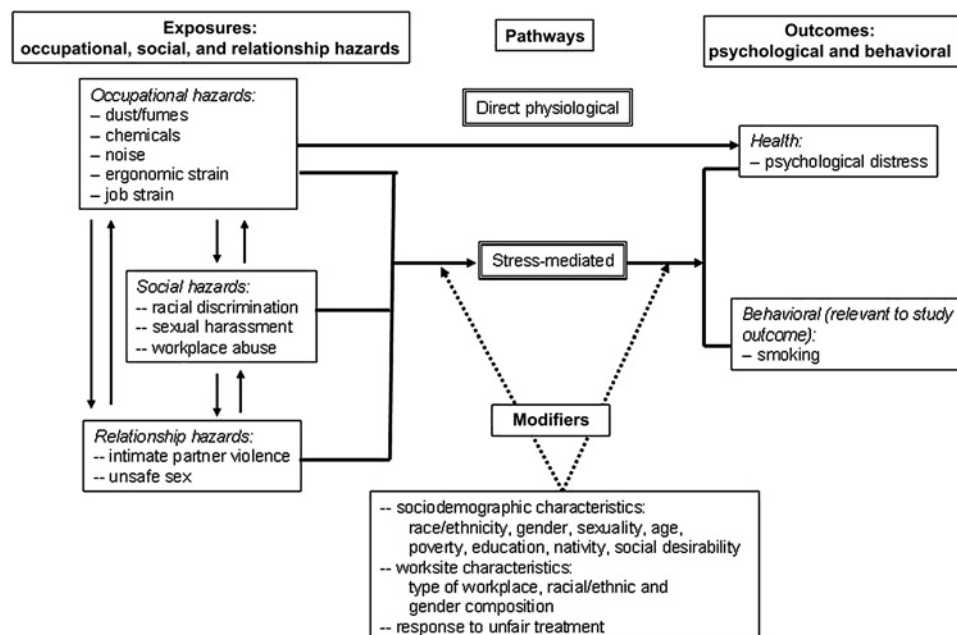 Exposures:
occupational, social, and relationship hazards
Pathways
Outcomes:
psychological and behavioral
Occupational hazards:
– dust/fumes
– chemicals
– noise
– ergonomic strain
– job strain
Direct physiological
Health:
– psychological distress
Social hazards:
-- racial discrimination
-- sexual harassment
-- workplace abuse
Stress-mediated
Behavioral (relevant to study
outcome):
– smoking
Relationship hazards:
-- intimate partner violence
-- unsafe sex
Modifiers
-- sociodemographic characteristics:
race/ethnicity, gender, sexuality, age,
poverty, education, nativity, social desirability
-- worksite characteristics:
type of workplace, racial/ethnic and
gender composition
-- response to unfair treatment